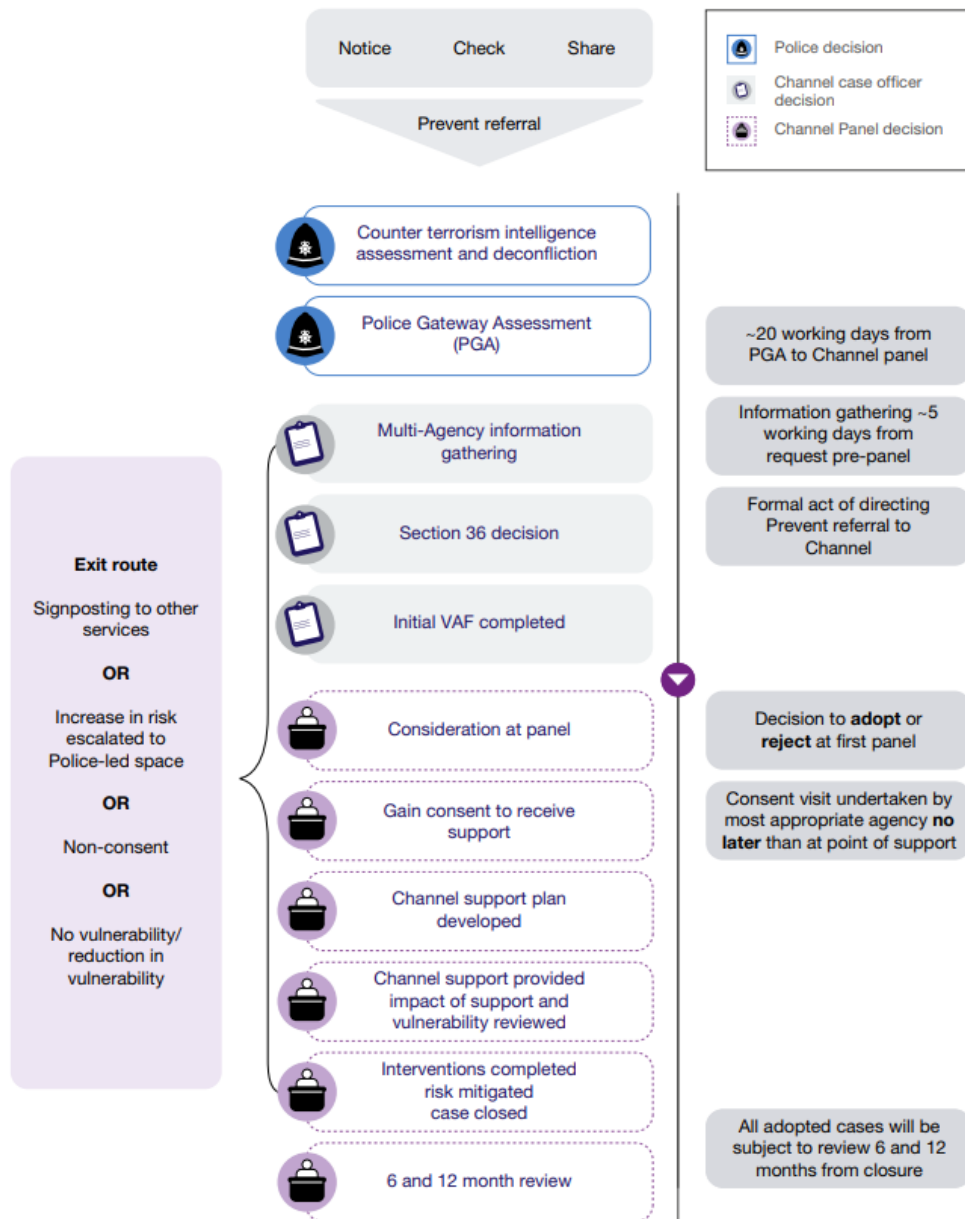 Notice Check Share
Prevent referral
Police decision
Channel case officer
decision
Channel Panel decision
Counter terrorism intelligence
assessment and deconfliction
Police Gateway Assessment
(PGA)
~20 working days from
PGA to Channel panel
Multi-Agency information
gathering
Information gathering ~5
working days from
request pre-panel
Section 36 decision
Formal act of directing
Prevent referral to
Channel
Initial VAF completed
Exit route
Signposting to other
services
OR
Increase in risk
escalated to
Police-led space
OR
Non-consent
OR
No vulnerability/
reduction in
vulnerability
Consideration at panel
Decision to adopt or
reject at first panel
Gain consent to receive
support
Consent visit undertaken by
most appropriate agency no
later than at point of support
Channel support plan
developed
Channel support provided
impact of support and
vulnerability reviewed
Interventions completed
risk mitigated
case closed
6 and 12 month review
All adopted cases will be
subject to review 6 and 12
months from closure